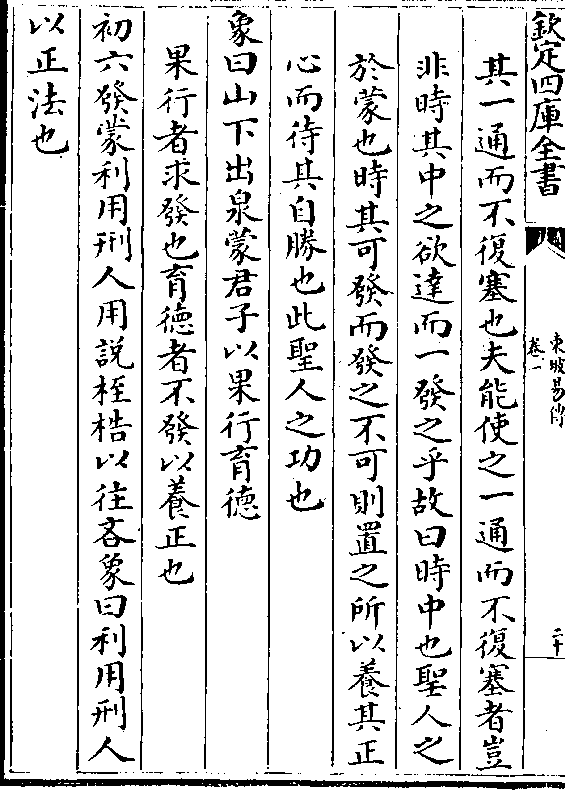 欽定四庫全書
東坡易傳
卷一
二十
其一通而不復塞也夫能使之一通而不復塞者豈
非時其中之欲達而一發之乎故曰時中也聖人之
於蒙也時其可發而發之不可則置之所以養其正
心而待其自勝也此聖人之功也
象曰山下出泉蒙君子以果行育德
果行者求發也育德者不發以養正也
初六發蒙利用刑人用說桎梏以往吝象曰利用刑人
以正法也